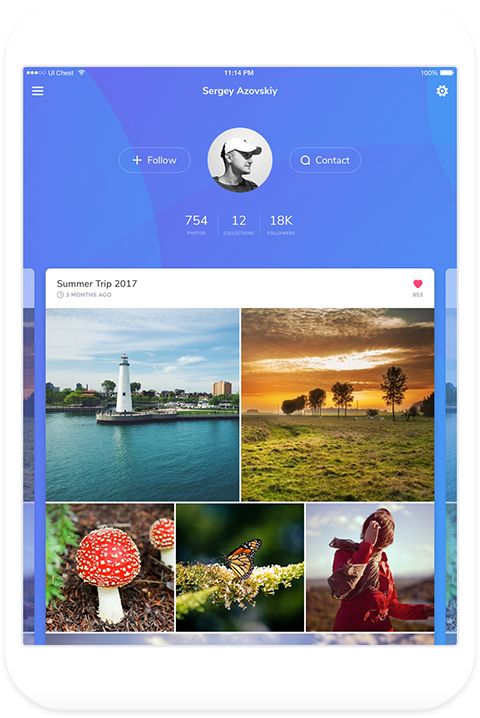 UI Chest 11:14 PM 100%
Sergey Azovskiy
+ Follow
Contact
754 12 18K
PHOTOS COLLECTIONS FOLLOWERS
Summer Trip 2017
3 MONTHS AGO 853